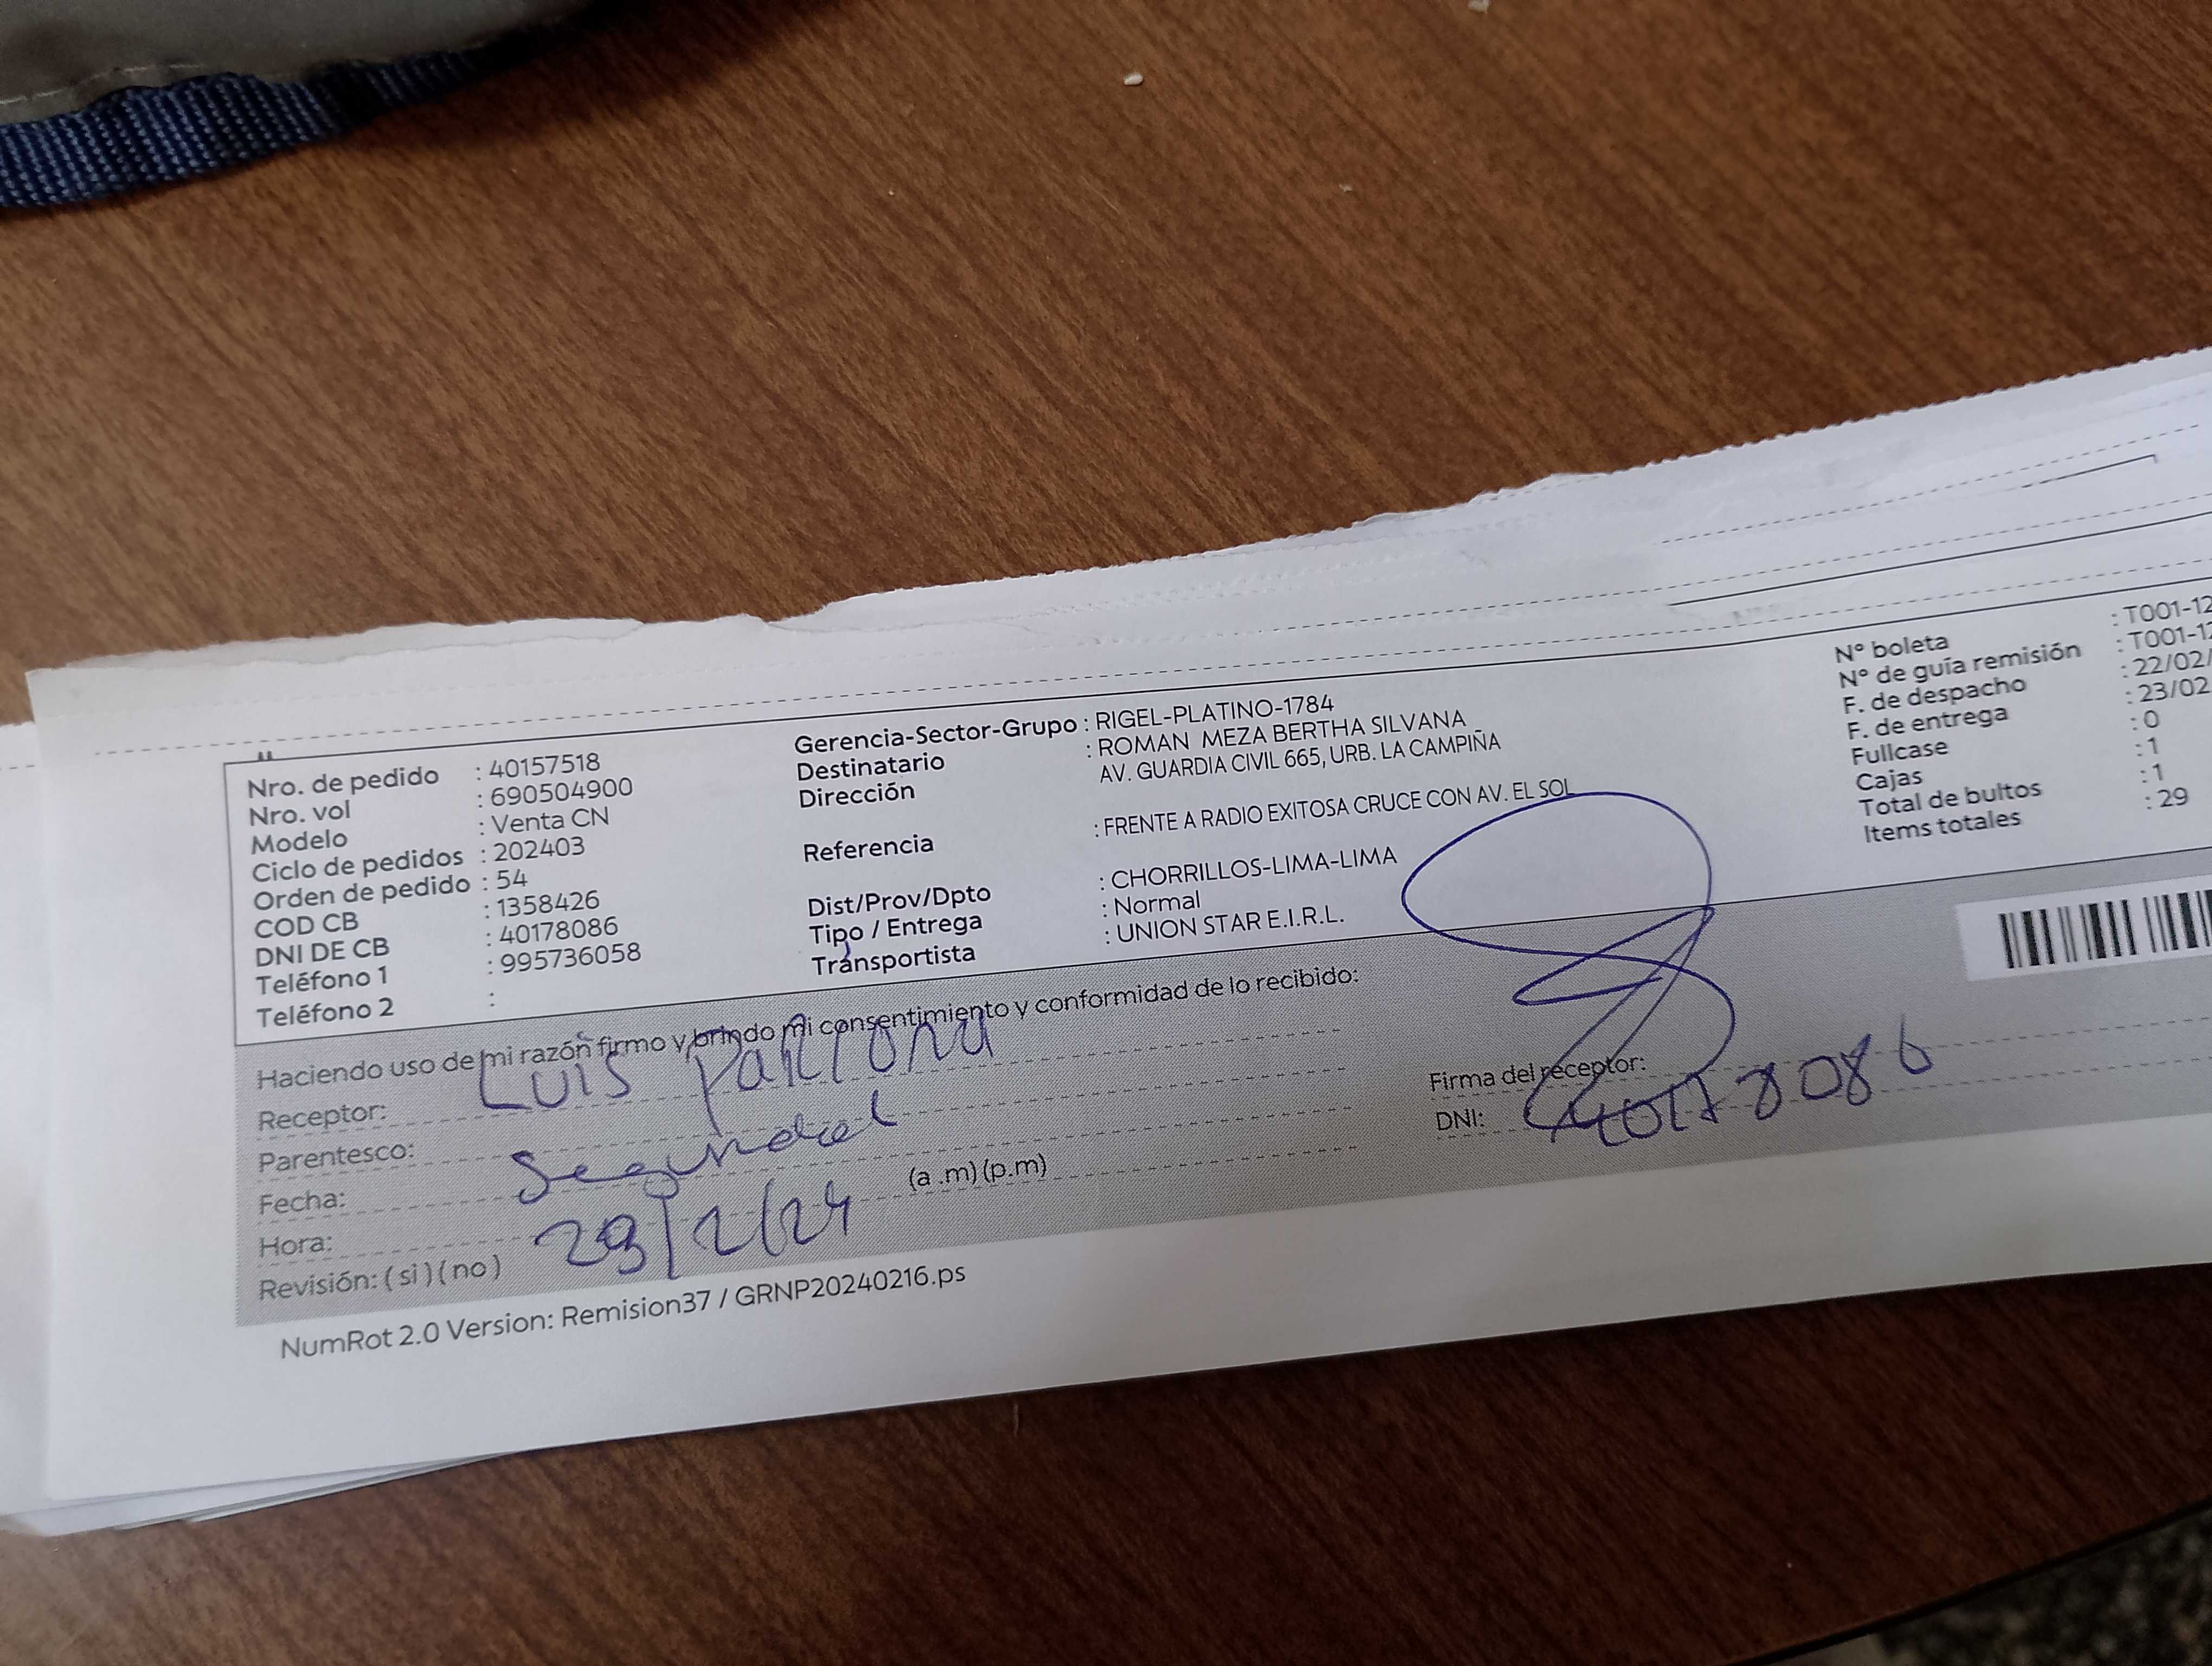 Nro. de pedido : 40157518
Nro. vol : 690504900
Modelo : Venta CN
Ciclo de pedidos : 202403
Orden de pedido : 54
COD CB : 1358426
DNI DE CB : 40178086
Teléfono 1 : 995736058
Teléfono 2 :
Gerencia-Sector-Grupo : RIGEL-PLATINO-1784
Destinatario : ROMAN MEZA BERTHA SILVANA
Dirección AV. GUARDIA CIVIL 665, URB. LA CAMPIÑA
Referencia : FRENTE A RADIO EXITOSA CRUCE CON AV. EL SOL
Dist/Prov/Dpto : CHORRILLOS-LIMA-LIMA
Tipo / Entrega : Normal
Transportista : UNION STAR E.I.R.L.
N° boleta : T001-12
N° de guía remisión : T001-12
F. de despacho : 22/02/
F. de entrega : 23/02
Fullcase : 0
Cajas : 1
Total de bultos : 1
Items totales : 29
Haciendo uso de mi razón firmo y brindo mi consentimiento y conformidad de lo recibido:
Receptor: LUIS
Parentesco:
Fecha:
Hora: (a .m) (p.m)
Revisión: ( si ) ( no ) /2/24
Firma del receptor:
DNI: 40178086
NumRot 2.0 Version: Remision37 / GRNP20240216.ps